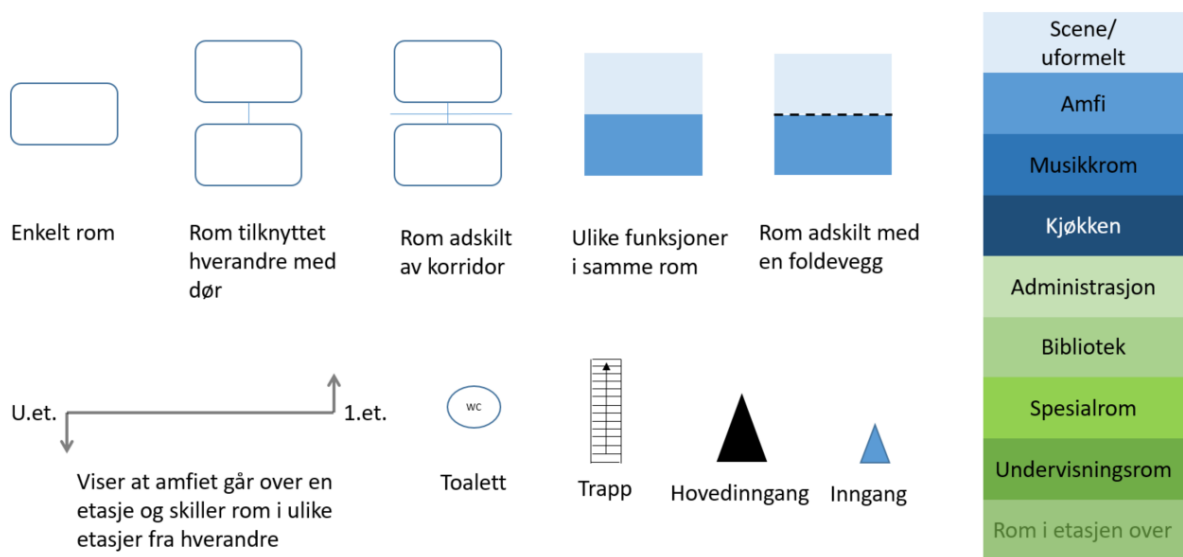 Enkelt rom
Rom tilknyttet
hverandre med
dør
Rom adskilt
av korridor
Ulike funksjoner
i samme rom
Rom adskilt med
en foldevegg
U.et.
1.et.
Viser at amfiet går over en
etasje og skiller rom i ulike
etasjer fra hverandre
WC
Toalett
Trapp
Hovedinngang
Inngang
Scene/
uformelt
Amfi
Musikkrom
Kjøkken
Administrasjon
Bibliotek
Spesialrom
Undervisningsrom
Rom i etasjen over